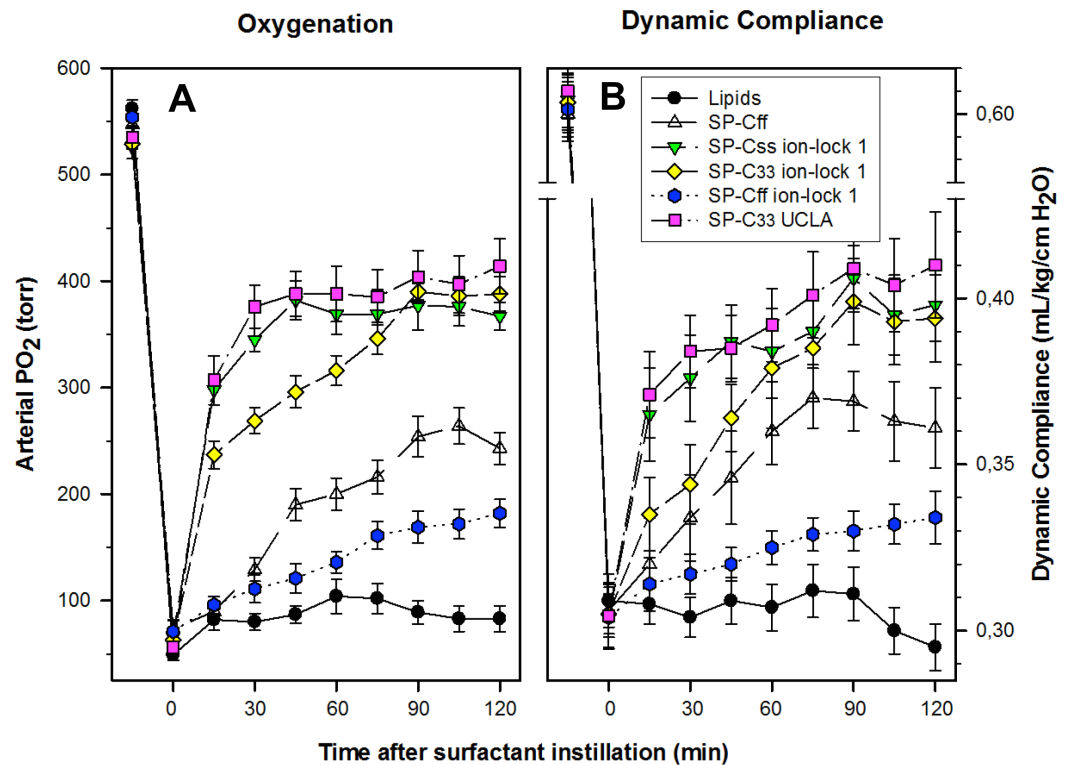 Oxygenation
Dynamic Compliance
A
B
Lipids
SP-Cff
SP-Css ion-lock 1
SP-C33 ion-lock 1
SP-Cff ion-lock 1
SP-C33 UCLA
600
500
400
300
200
100
Arterial PO2 (torr)
0,60
0,40
0,35
0,30
Dynamic Compliance (mL/kg/cm H2O)
0 30 60 90 120
0 30 60 90 120
Time after surfactant instillation (min)